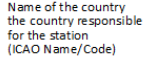 Name of the country
the country responsible
for the station
(ICAO Name/Code)